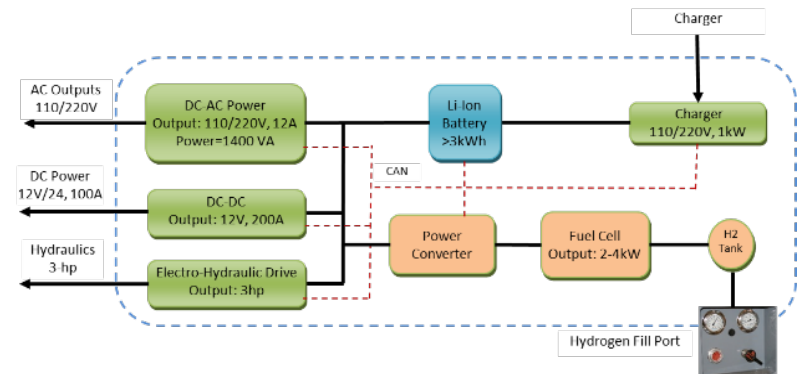 Charger
AC Outputs
110/220V
DC-AC Power
Output: 110/220V, 12A
Power=1400 VA
Li-Ion
Battery
>3kWh
Charger
110/220V, 1kW
CAN
DC Power
12V/24, 100A
DC-DC
Output: 12V, 200A
Hydraulics
3-hp
Electro-Hydraulic Drive
Output: 3hp
Power
Converter
Fuel Cell
Output: 2-4kW
H2
Tank
Hydrogen Fill Port